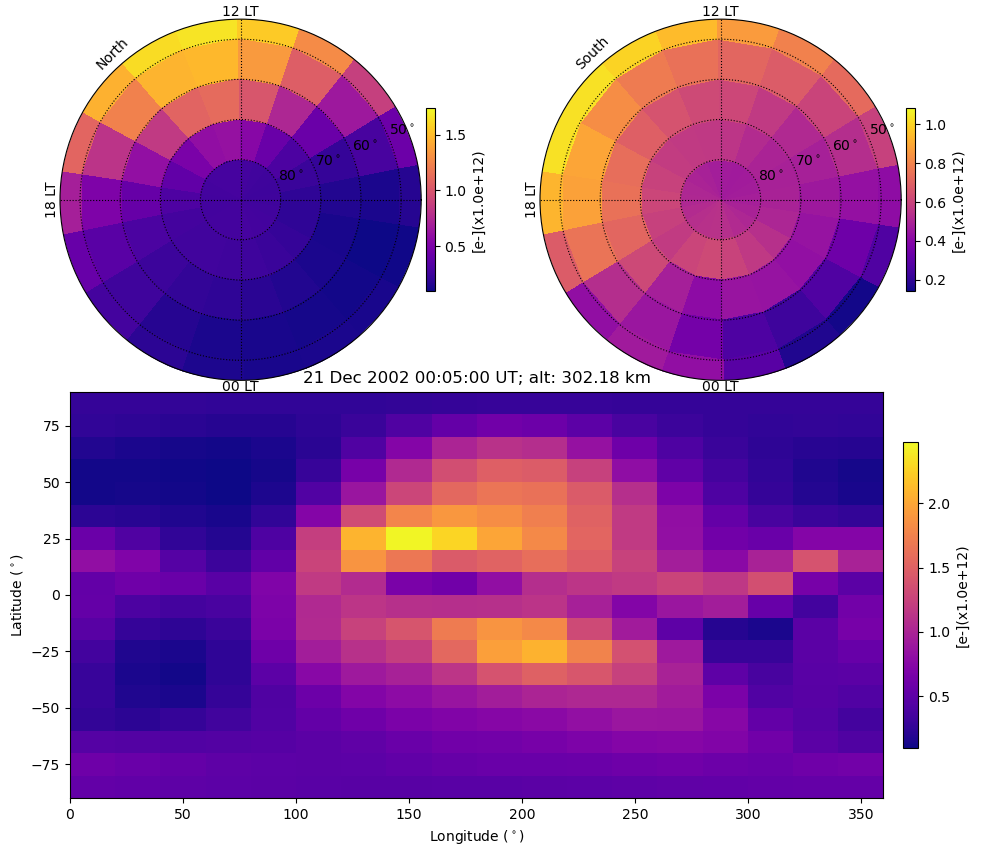 12 LT
12 LT
North
South
50°
60°
70°
80°
50°
60°
70°
80°
18 LT
18 LT
00 LT
00 LT
1.5
1.0
0.5
[e-](x1.0e+12)
1.0
0.8
0.6
0.4
0.2
[e-](x1.0e+12)
21 Dec 2002 00:05:00 UT; alt: 302.18 km
75
50
25
0
−25
−50
−75
Latitude (°)
0 50 100 150 200 250 300 350
Longitude (°)
2.0
1.5
1.0
0.5
[e-](x1.0e+12)